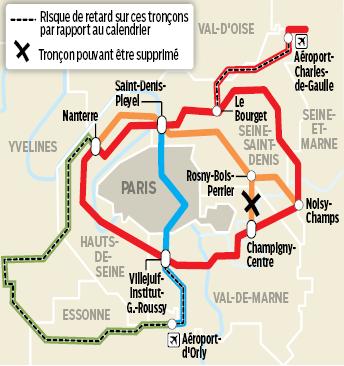 Risque de retard sur ces tronçons
par rapport au calendrier
Tronçon pouvant être supprimé
VAL-D'OISE
Aéroport-
Charles-
de-Gaulle
Saint-Denis-
Pleyel
Nanterre
Le
Bourget
SEINE-
ET-
MARNE
SEINE-
SAINT-
DENIS
YVELINES
Rosny-Bois-
Perrier
PARIS
Noisy-
Champs
HAUTS-
DE-
SEINE
Champigny-
Centre
Villejuif-
Institut-
G.-Roussy
VAL-DE-MARNE
ESSONNE
Aéroport-
d'Orly